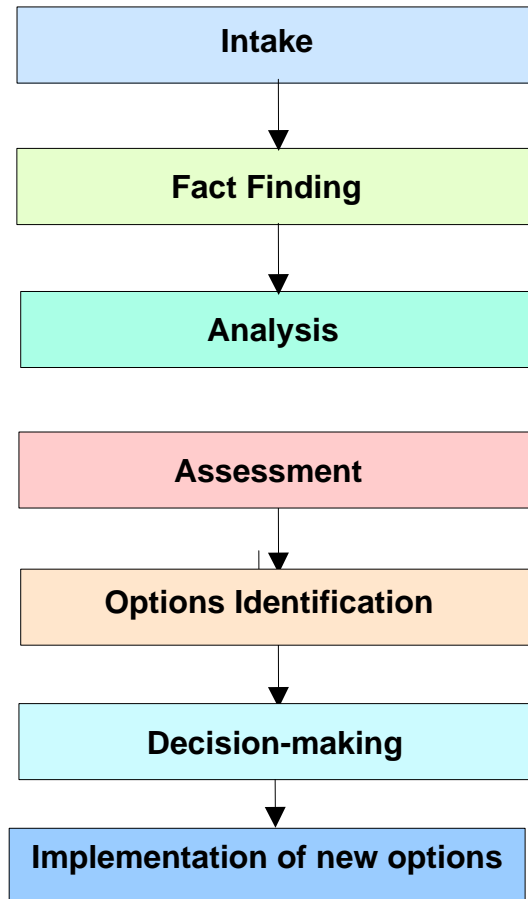 Intake
Fact Finding
Analysis
Assessment
Options Identification
Decision-making
Implementation of new options